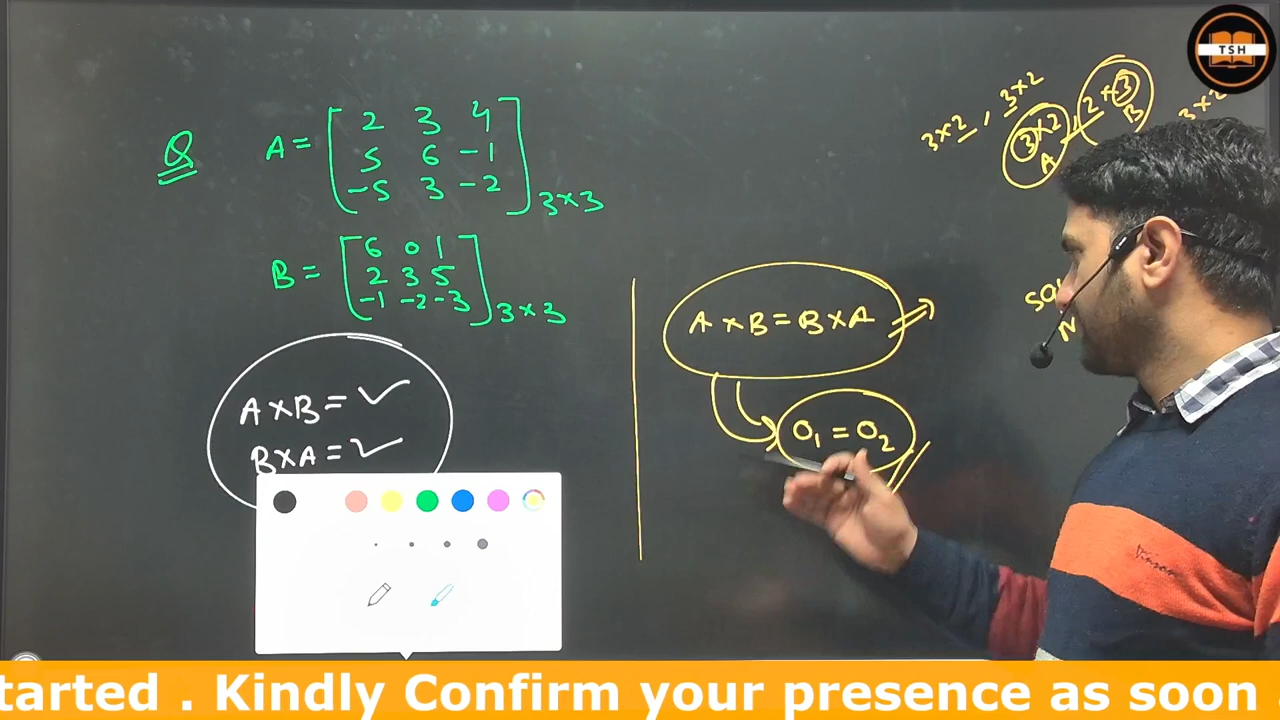 TSH
3×2 , 3×2
3×2 , 2×3
A B
3×2
Q A = [ 2 3 4
5 6 -1
-5 3 -2 ] 3×3
B = [ 6 0 1
2 3 5
-1 -2 -3 ] 3×3
A×B =
B×A =
A×B = B×A
O₁ = O₂
tarted . Kindly Confirm your presence as soon